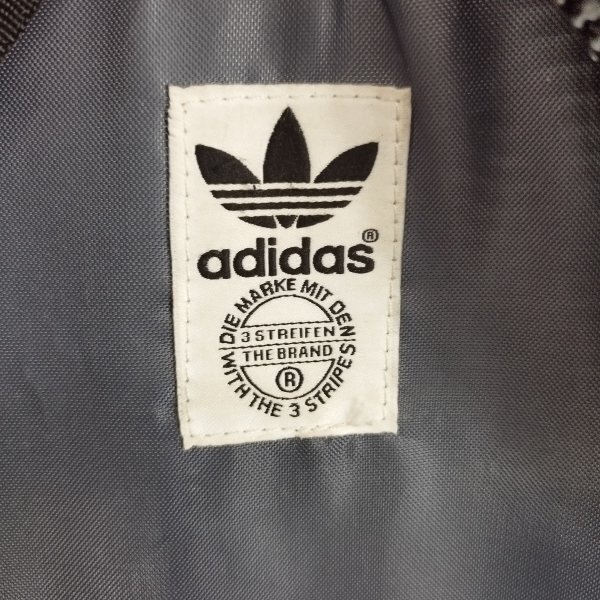 adidas®
DIE MARKE MIT DEN
3 STREIFEN
THE BRAND
®
WITH THE 3 STRIPES